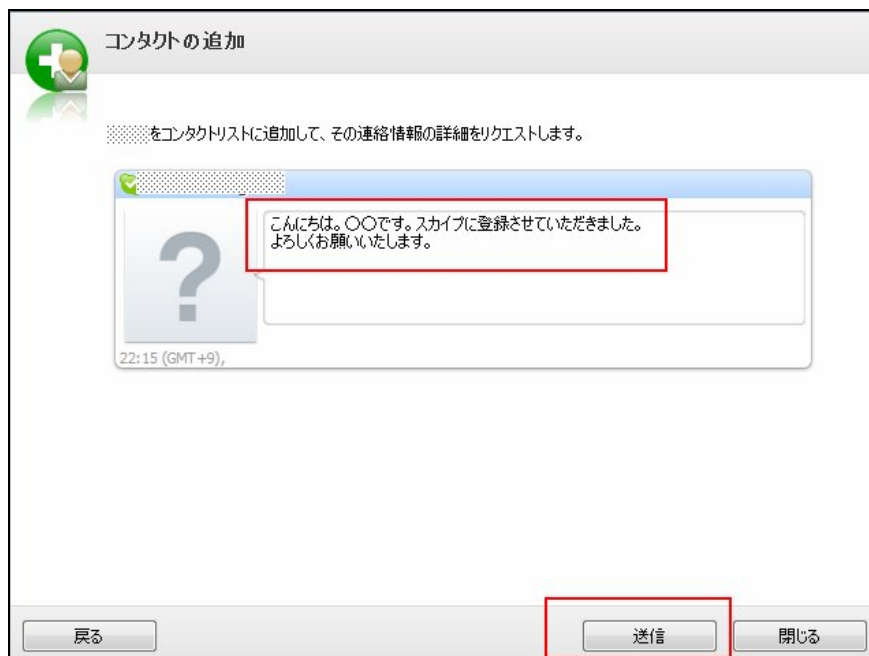 コンタクトの追加
をコンタクトリストに追加して、その連絡情報の詳細をリクエストします。
こんにちは。〇〇です。スカイプに登録させていただきました。
よろしくお願いいたします。
?
22:15 (GMT+9),
戻る
送信
閉じる